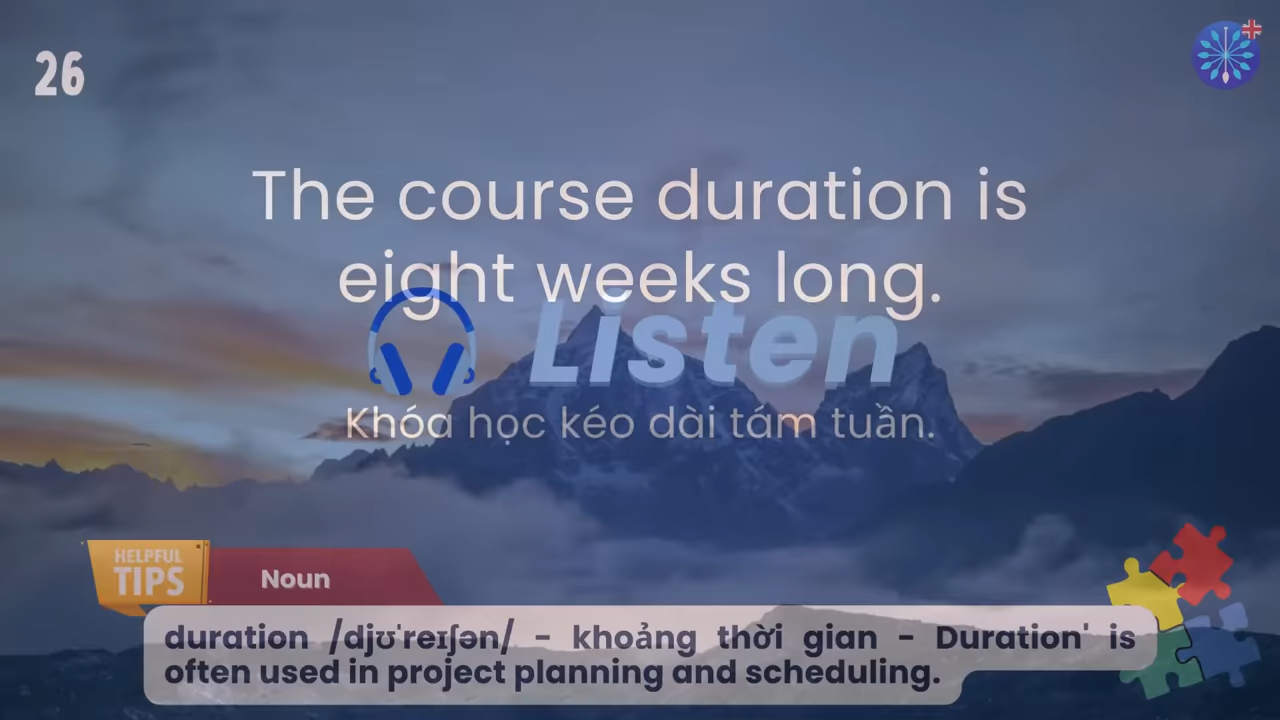 26
The course duration is
eight weeks long.
Listen
Khóa học kéo dài tám tuần.
HELPFUL
TIPS
Noun
duration /djʊˈreɪʃən/ - khoảng thời gian - Duration' is
often used in project planning and scheduling.